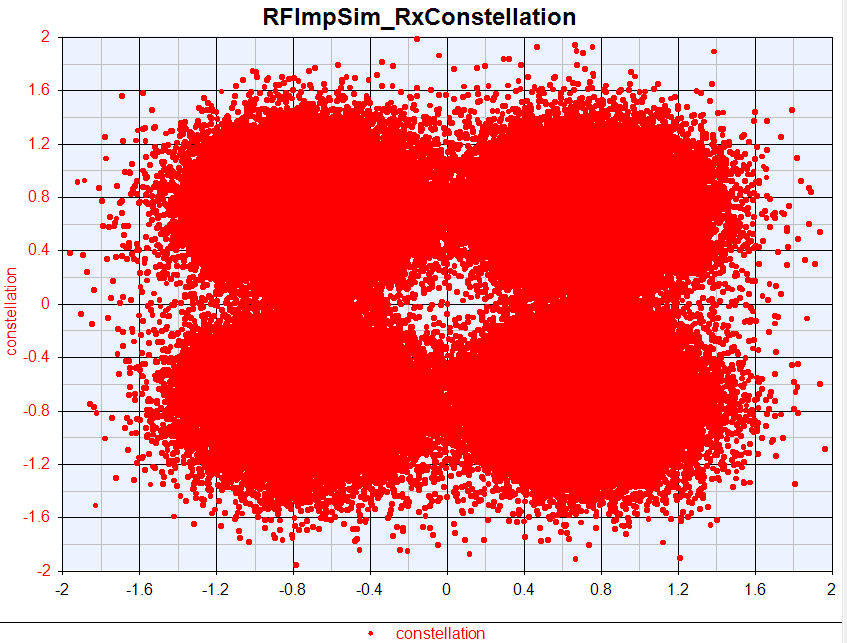 RFImpSim_RxConstellation
2
1.6
1.2
0.8
0.4
0
-0.4
-0.8
-1.2
-1.6
-2
constellation
-2 -1.6 -1.2 -0.8 -0.4 0 0.4 0.8 1.2 1.6 2
constellation